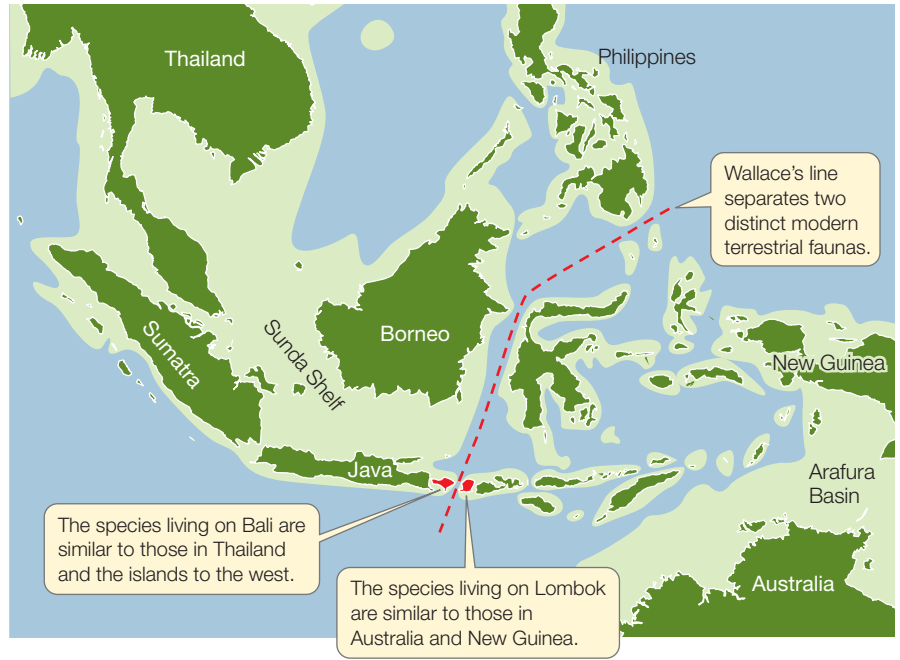 Thailand
Philippines
Wallace’s line
separates two
distinct modern
terrestrial faunas.
Sumatra
Sunda Shelf
Borneo
New Guinea
Java
Arafura
Basin
The species living on Bali are
similar to those in Thailand
and the islands to the west.
The species living on Lombok
are similar to those in
Australia and New Guinea.
Australia